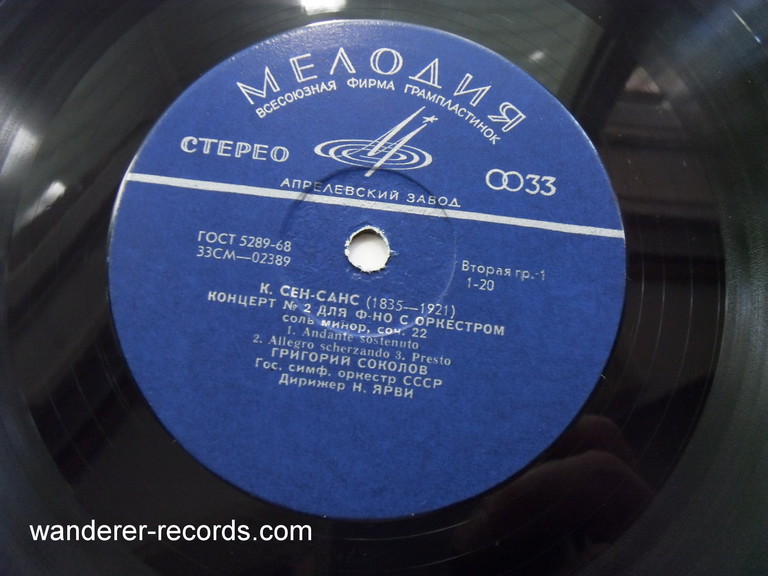 МЕЛОДИЯ
ВСЕСОЮЗНАЯ ФИРМА ГРАМПЛАСТИНОК
СТЕРЕО
33
АПРЕЛЕВСКИЙ ЗАВОД
ГОСТ 5289-68
33СМ—02389
Вторая гр.-1
1-20
К. СЕН-САНС (1835—1921)
КОНЦЕРТ № 2 ДЛЯ Ф-НО С ОРКЕСТРОМ
соль минор, соч. 22
1. Andante sostenuto
2. Allegro scherzando 3. Presto
ГРИГОРИЙ СОКОЛОВ
Гос. симф. оркестр СССР
Дирижер Н. ЯРВИ
wanderer-records.com